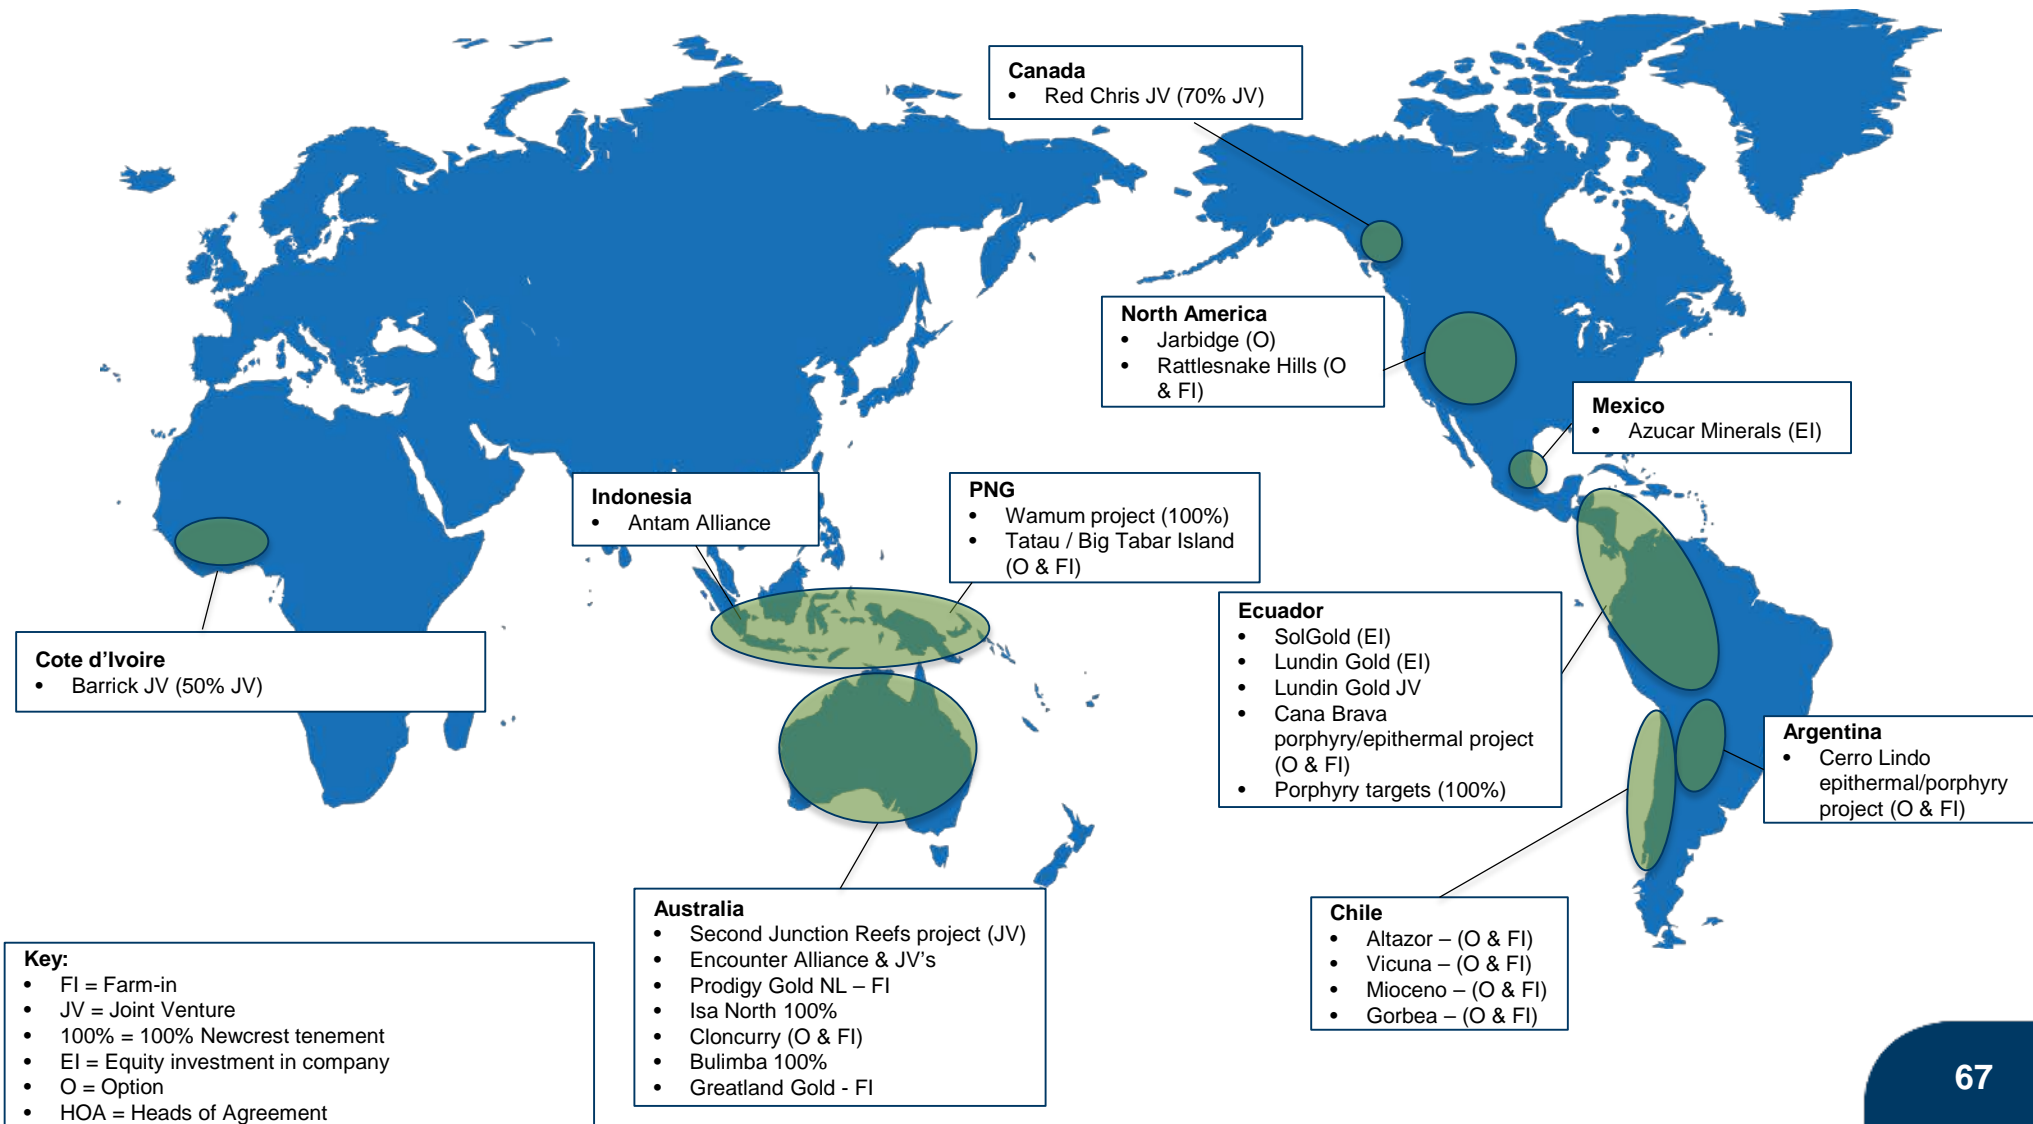 Canada
• Red Chris JV (70% JV)
North America
• Jarbidge (O)
• Rattlesnake Hills (O
& FI)
Mexico
• Azucar Minerals (EI)
Indonesia
• Antam Alliance
PNG
• Wamum project (100%)
• Tatau / Big Tabar Island
(O & FI)
Cote d’Ivoire
• Barrick JV (50% JV)
Ecuador
• SolGold (EI)
• Lundin Gold (EI)
• Lundin Gold JV
• Cana Brava
porphyry/epithermal project
(O & FI)
• Porphyry targets (100%)
Argentina
• Cerro Lindo
epithermal/porphyry
project (O & FI)
Australia
• Second Junction Reefs project (JV)
• Encounter Alliance & JV’s
• Prodigy Gold NL – FI
• Isa North 100%
• Cloncurry (O & FI)
• Bulimba 100%
• Greatland Gold - FI
Chile
• Altazor – (O & FI)
• Vicuna – (O & FI)
• Mioceno – (O & FI)
• Gorbea – (O & FI)
Key:
• FI = Farm-in
• JV = Joint Venture
• 100% = 100% Newcrest tenement
• EI = Equity investment in company
• O = Option
• HOA = Heads of Agreement
67